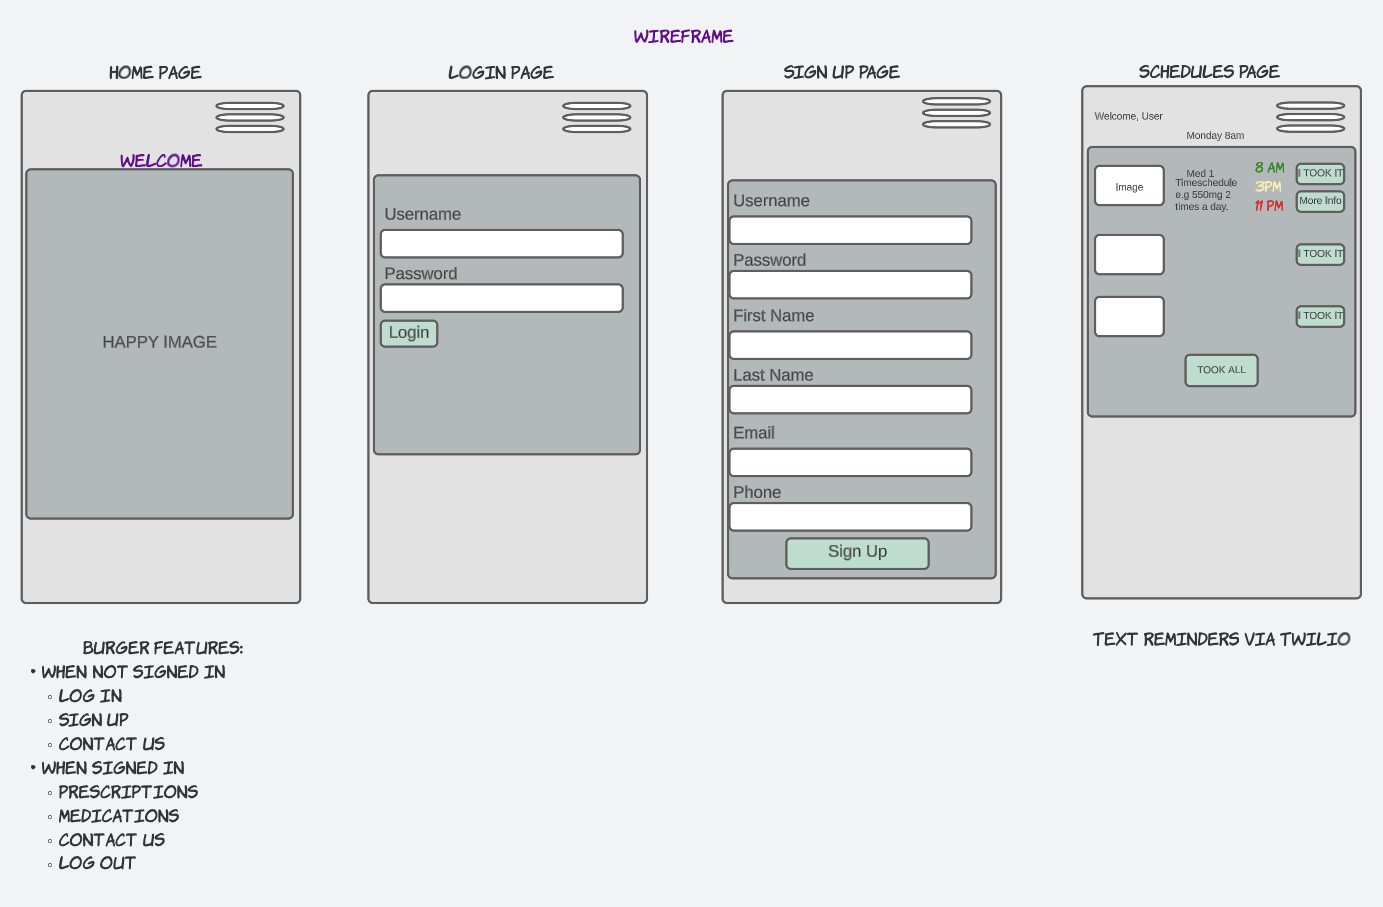 WIREFRAME
HOME PAGE
WELCOME
HAPPY IMAGE
LOGIN PAGE
Username
Password
Login
SIGN UP PAGE
Username
Password
First Name
Last Name
Email
Phone
Sign Up
SCHEDULES PAGE
Welcome, User
Monday 8am
Image
Med 1
Timeschedule
e.g 550mg 2
times a day.
8 AM
3PM
11 PM
I TOOK IT
More Info
I TOOK IT
I TOOK IT
TOOK ALL
TEXT REMINDERS VIA TWILIO
BURGER FEATURES:
• WHEN NOT SIGNED IN
◦ LOG IN
◦ SIGN UP
◦ CONTACT US
• WHEN SIGNED IN
◦ PRESCRIPTIONS
◦ MEDICATIONS
◦ CONTACT US
◦ LOG OUT